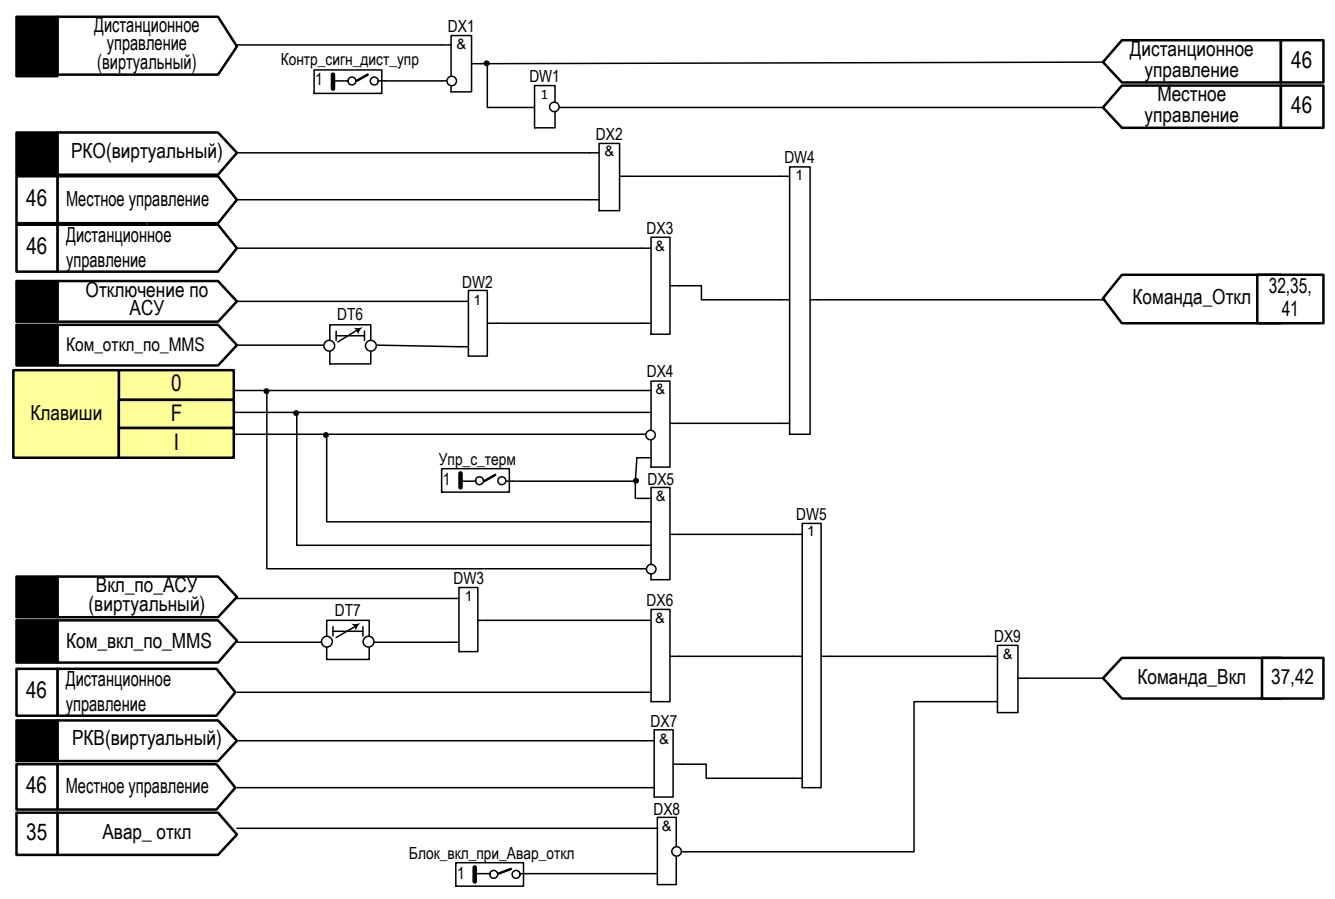 Дистанционное
управление
(виртуальный)
DX1
&
Контр_сигн_дист_упр
1
DW1
1
Дистанционное
управление
46
Местное
управление
46
РКО(виртуальный)
DX2
&
DW4
1
46
Местное управление
46
Дистанционное
управление
DX3
&
Отключение по
АСУ
DW2
1
Команда_Откл
32,35,
41
Ком_откл_по_MMS
DT6
Клавиши
0
F
I
DX4
&
Упр_с_терм
1
DX5
&
DW5
1
Вкл_по_АСУ
(виртуальный)
DW3
1
Ком_вкл_по_MMS
DT7
DX6
&
DX9
&
46
Дистанционное
управление
Команда_Вкл
37,42
РКВ(виртуальный)
DX7
&
46
Местное управление
35
Авар_ откл
DX8
&
Блок_вкл_при_Авар_откл
1